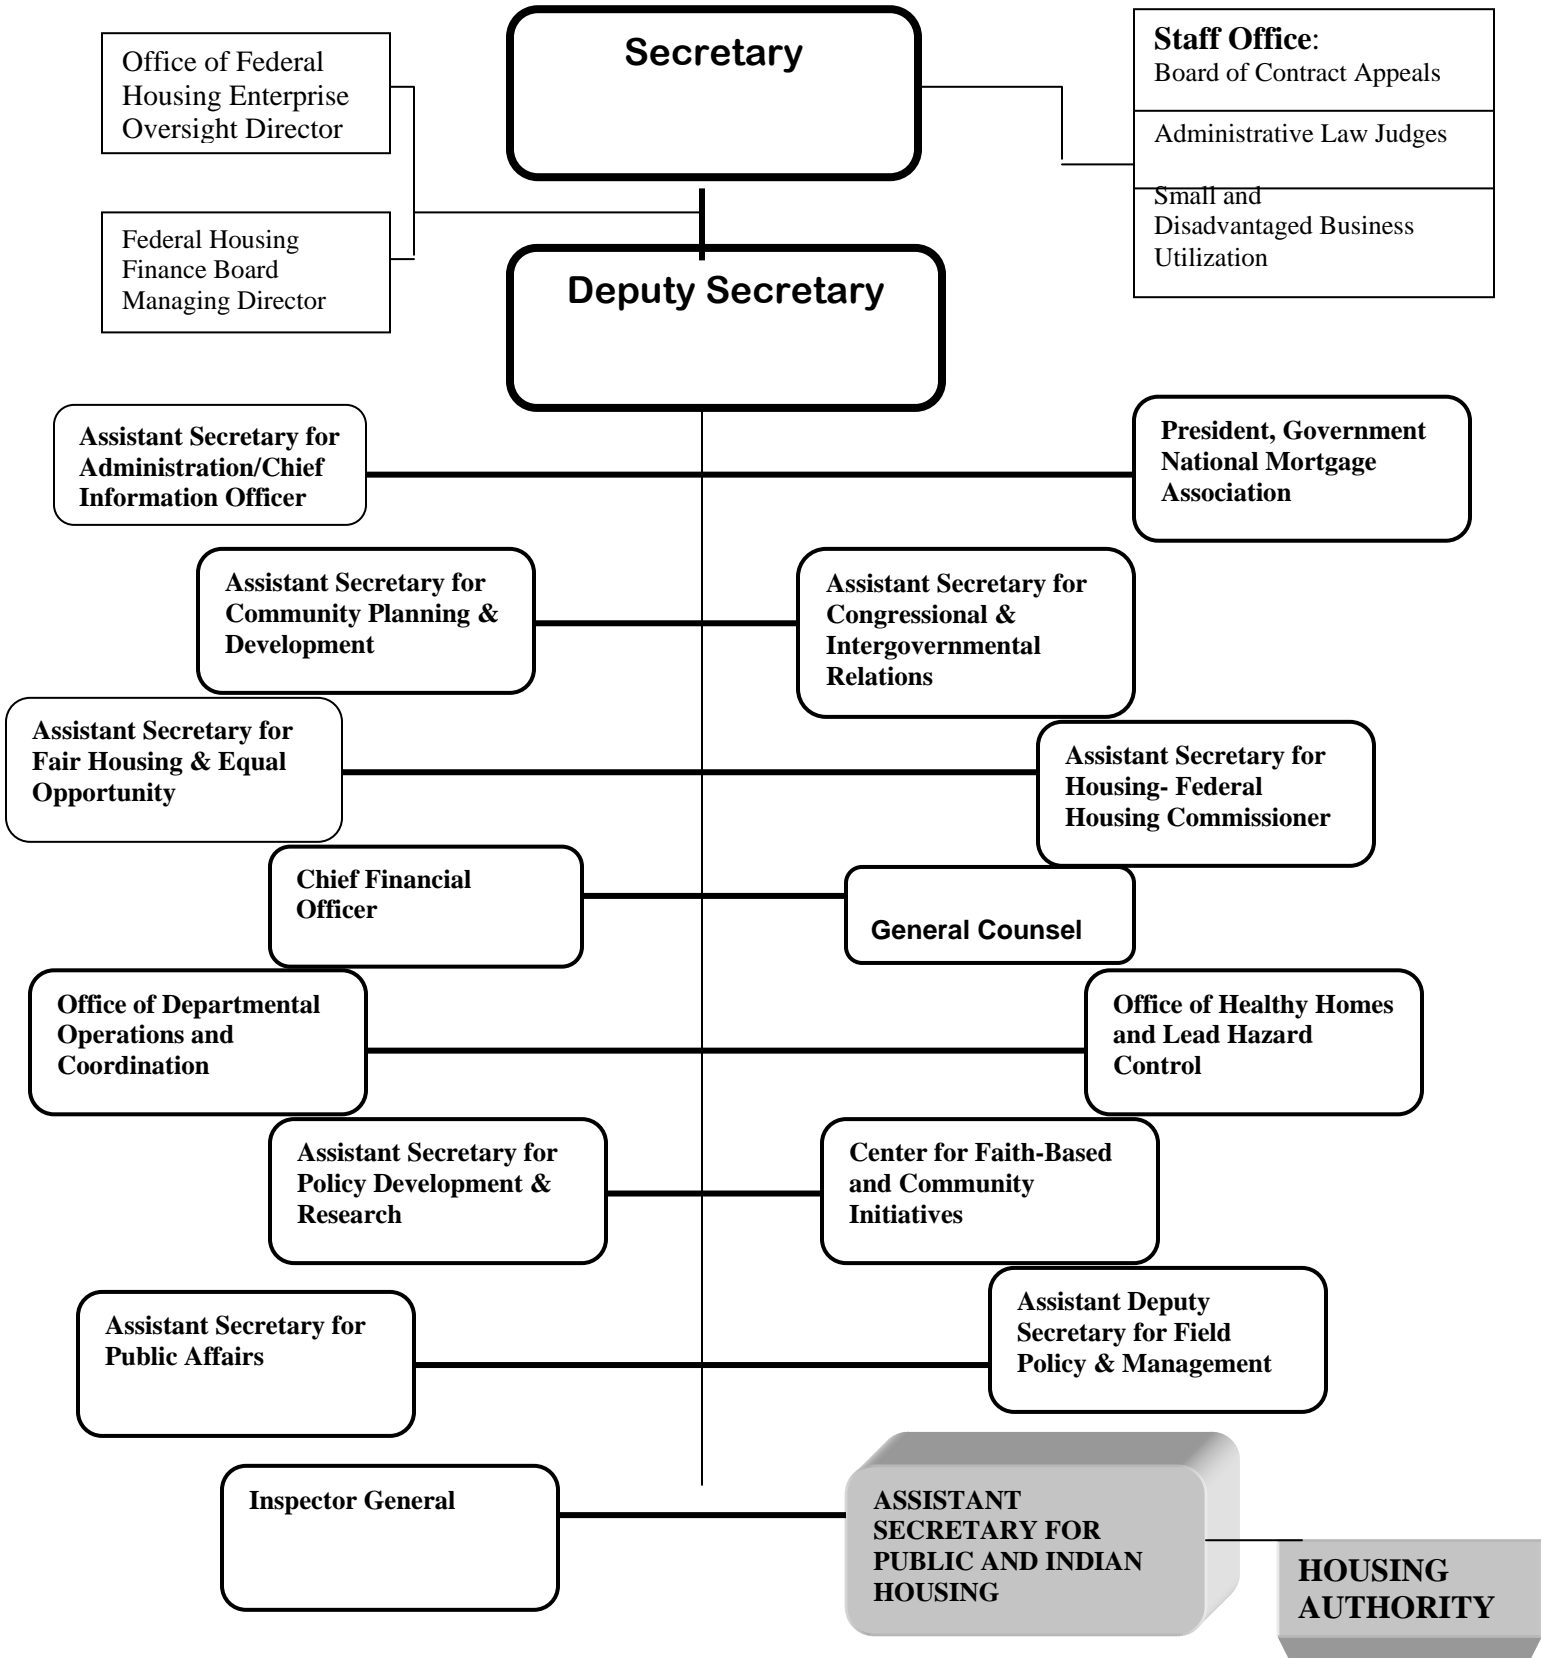 Secretary
Office of Federal
Housing Enterprise
Oversight Director
Staff Office:
Board of Contract Appeals
Administrative Law Judges
Small and
Disadvantaged Business
Utilization
Federal Housing
Finance Board
Managing Director
Deputy Secretary
Assistant Secretary for
Administration/Chief
Information Officer
President, Government
National Mortgage
Association
Assistant Secretary for
Community Planning &
Development
Assistant Secretary for
Congressional &
Intergovernmental
Relations
Assistant Secretary for
Fair Housing & Equal
Opportunity
Assistant Secretary for
Housing- Federal
Housing Commissioner
Chief Financial
Officer
General Counsel
Office of Departmental
Operations and
Coordination
Office of Healthy Homes
and Lead Hazard
Control
Assistant Secretary for
Policy Development &
Research
Center for Faith-Based
and Community
Initiatives
Assistant Secretary for
Public Affairs
Assistant Deputy
Secretary for Field
Policy & Management
Inspector General
ASSISTANT
SECRETARY FOR
PUBLIC AND INDIAN
HOUSING
HOUSING
AUTHORITY